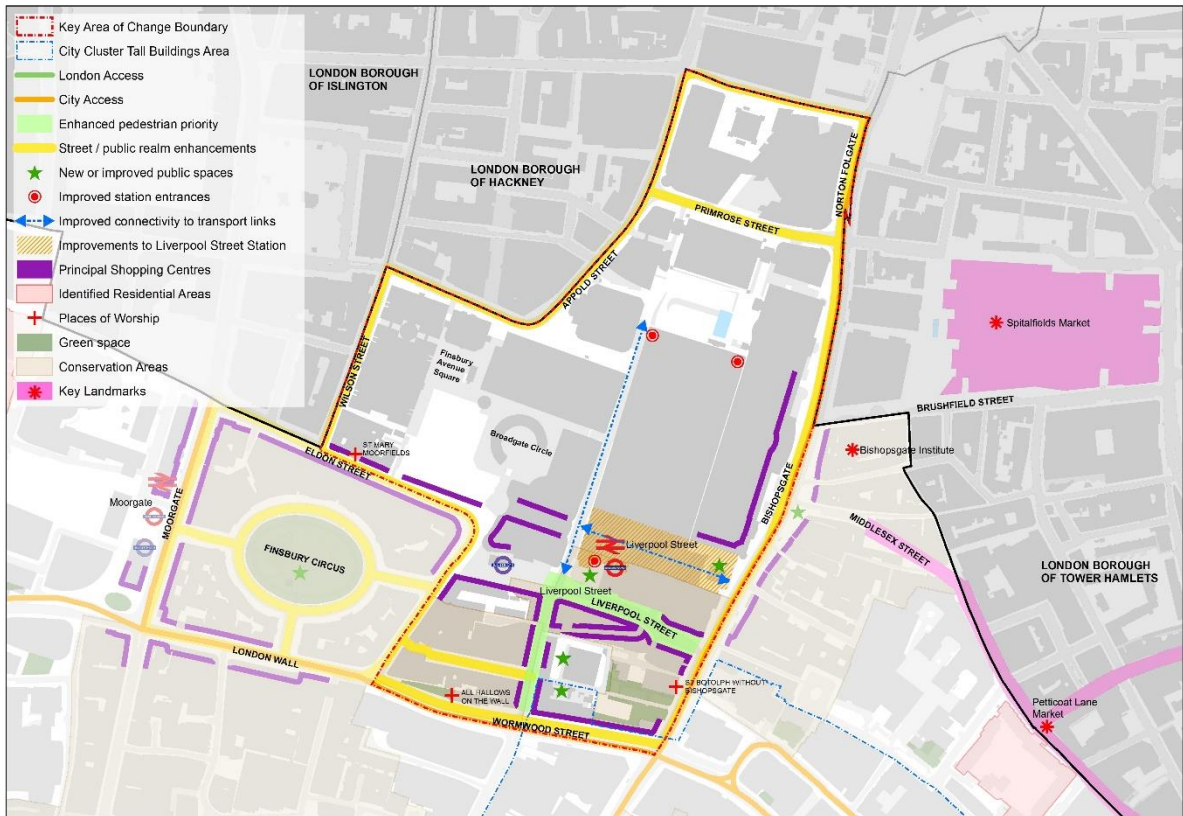 Key Area of Change Boundary
City Cluster Tall Buildings Area
London Access
City Access
Enhanced pedestrian priority
Street / public realm enhancements
New or improved public spaces
Improved station entrances
Improved connectivity to transport links
Improvements to Liverpool Street Station
Principal Shopping Centres
Identified Residential Areas
Places of Worship
Green space
Conservation Areas
Key Landmarks
LONDON BOROUGH
OF ISLINGTON
LONDON BOROUGH
OF HACKNEY
NORTON FOLGATE
PRIMROSE STREET
APPOLD STREET
WILSON STREET
Finsbury
Avenue
Square
Spitalfields Market
BRUSHFIELD STREET
Broadgate Circle
ST MARY
MOORFIELDS
ELDON STREET
Bishopsgate Institute
BISHOPSGATE
Moorgate
MOORGATE
MIDDLESEX STREET
FINSBURY CIRCUS
Liverpool Street
LONDON BOROUGH
OF TOWER HAMLETS
Liverpool Street
LIVERPOOL STREET
LONDON WALL
ALL HALLOWS
ON THE WALL
ST BOTOLPH WITHOUT
BISHOPSGATE
WORMWOOD STREET
Petticoat Lane
Market